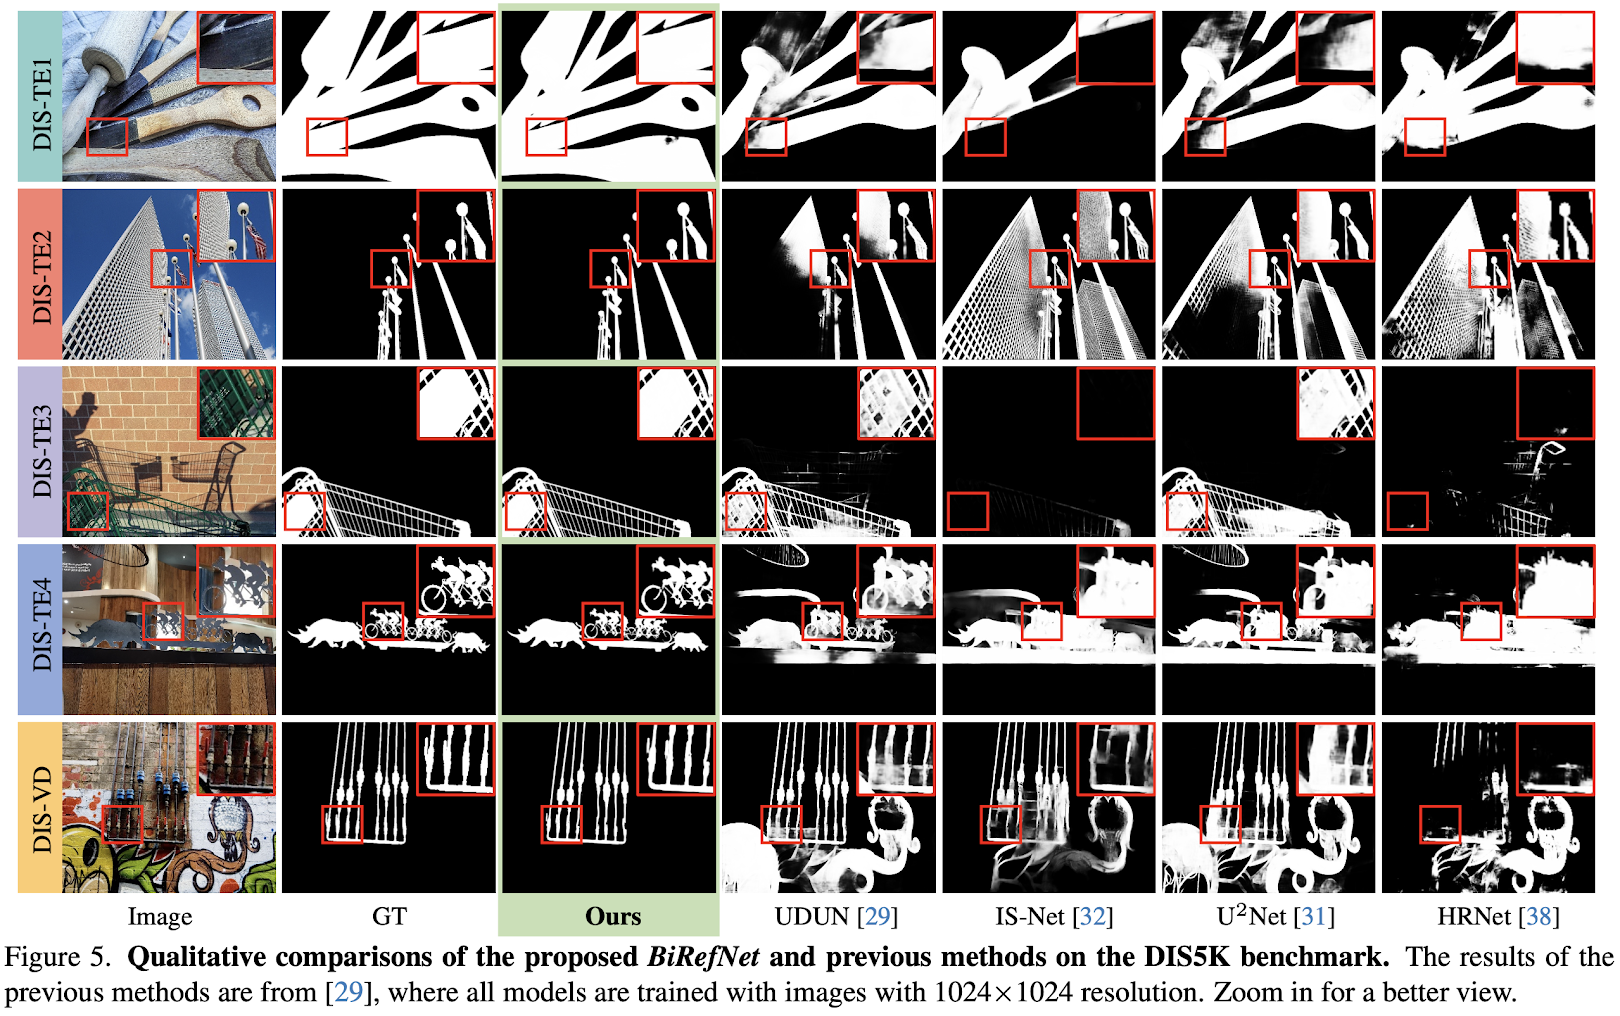 DIS-TE1
DIS-TE2
DIS-TE3
DIS-TE4
DIS-VD
Image GT Ours UDUN [29] IS-Net [32] U²Net [31] HRNet [38]
Figure 5. Qualitative comparisons of the proposed BiRefNet and previous methods on the DIS5K benchmark. The results of the
previous methods are from [29], where all models are trained with images with 1024×1024 resolution. Zoom in for a better view.